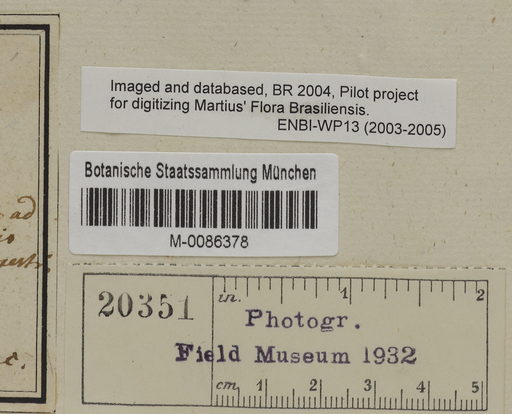 Imaged and databased, BR 2004, Pilot project
for digitizing Martius' Flora Brasiliensis.
ENBI-WP13 (2003-2005)
Botanische Staatssammlung München
M-0086378
ad
20351
in. 1 2
Photogr.
Field Museum 1932
c.
cm 1 2 3 4 5